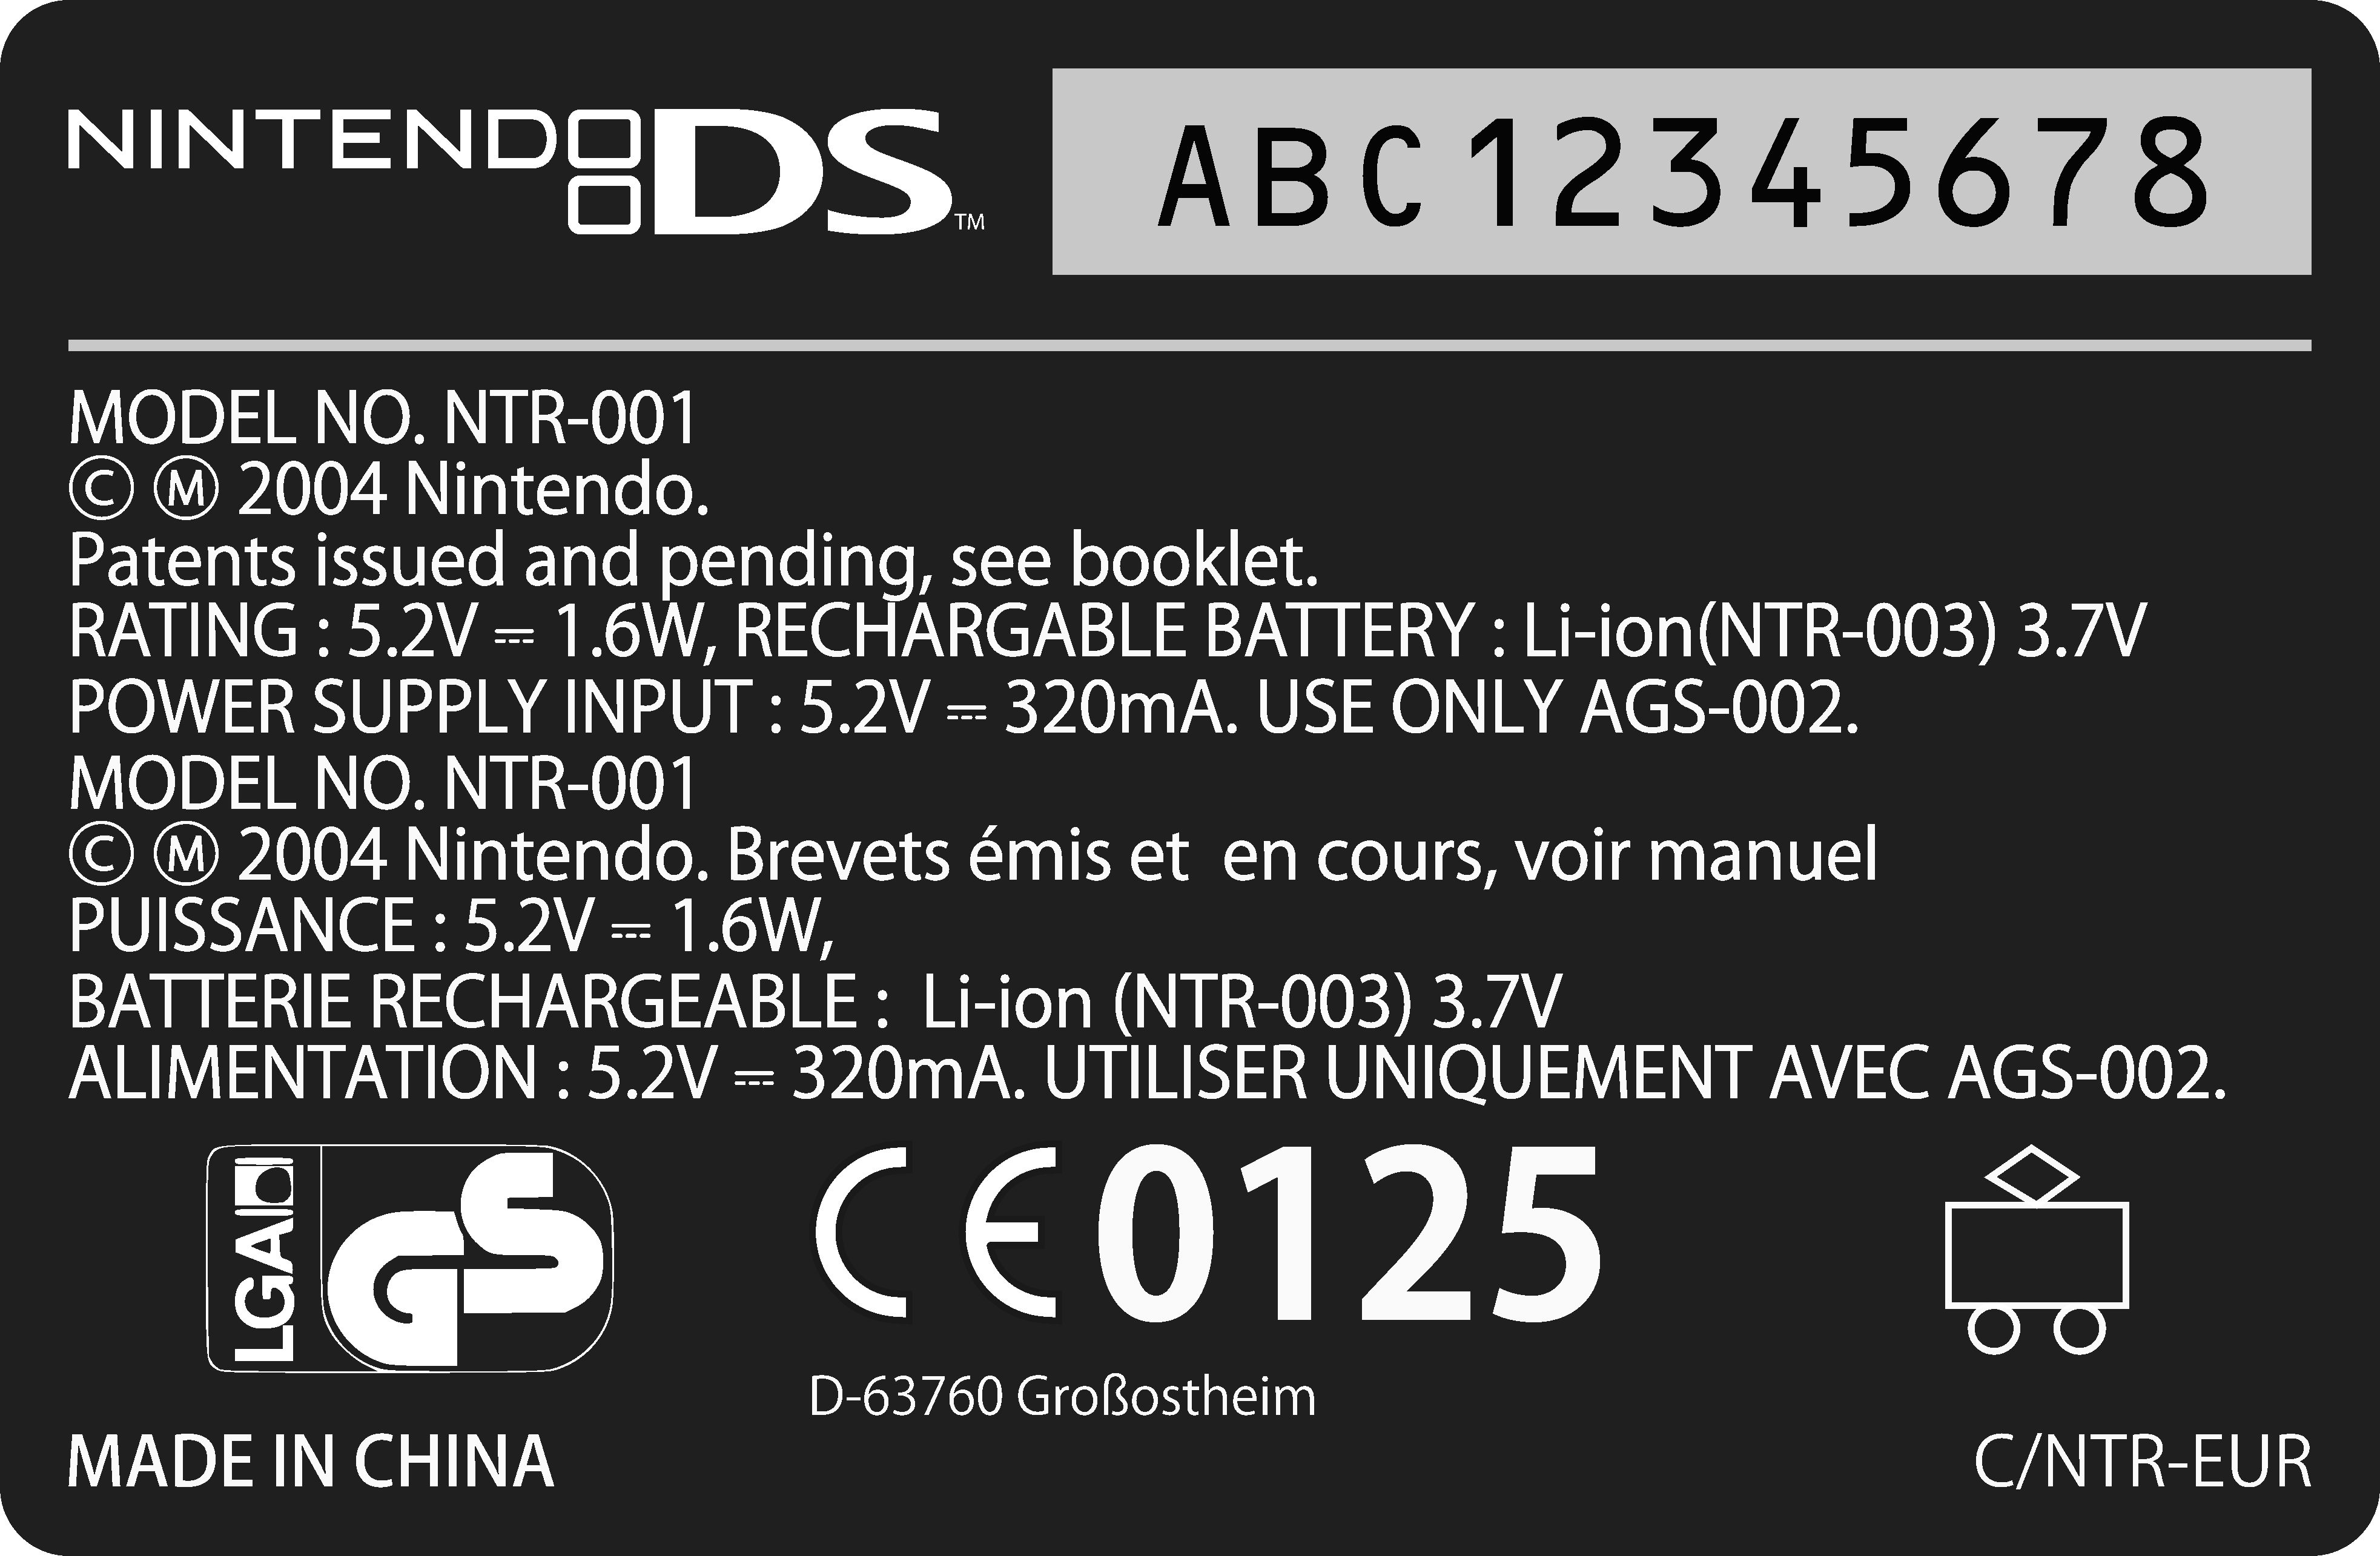 NINTENDO DS™ ABC12345678
MODEL NO. NTR-001
© Ⓜ 2004 Nintendo.
Patents issued and pending, see booklet.
RATING : 5.2V ⎓ 1.6W, RECHARGABLE BATTERY : Li-ion(NTR-003) 3.7V
POWER SUPPLY INPUT : 5.2V ⎓ 320mA. USE ONLY AGS-002.
MODEL NO. NTR-001
© Ⓜ 2004 Nintendo. Brevets émis et en cours, voir manuel
PUISSANCE : 5.2V ⎓ 1.6W,
BATTERIE RECHARGEABLE : Li-ion (NTR-003) 3.7V
ALIMENTATION : 5.2V ⎓ 320mA. UTILISER UNIQUEMENT AVEC AGS-002.
LGAI GS CE0125
D-63760 Großostheim
MADE IN CHINA C/NTR-EUR